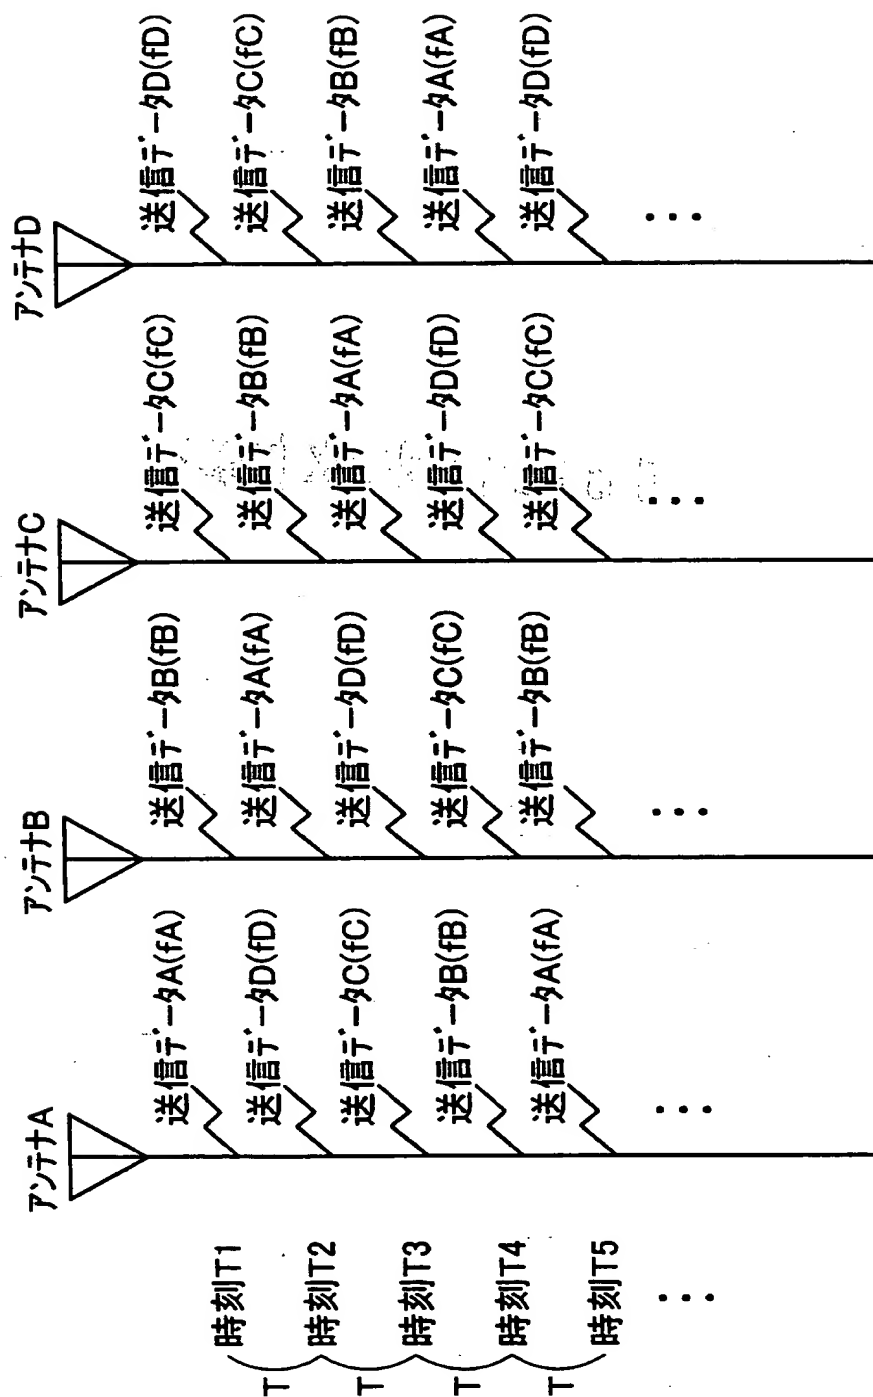 アンテナA
アンテナB
アンテナC
アンテナD
時刻T1
送信データA(fA)
送信データB(fB)
送信データC(fC)
送信データD(fD)
T
時刻T2
送信データD(fD)
送信データA(fA)
送信データB(fB)
送信データC(fC)
T
時刻T3
送信データC(fC)
送信データD(fD)
送信データA(fA)
送信データB(fB)
T
時刻T4
送信データB(fB)
送信データC(fC)
送信データD(fD)
送信データA(fA)
T
時刻T5
送信データA(fA)
送信データB(fB)
送信データC(fC)
送信データD(fD)
… … … … …